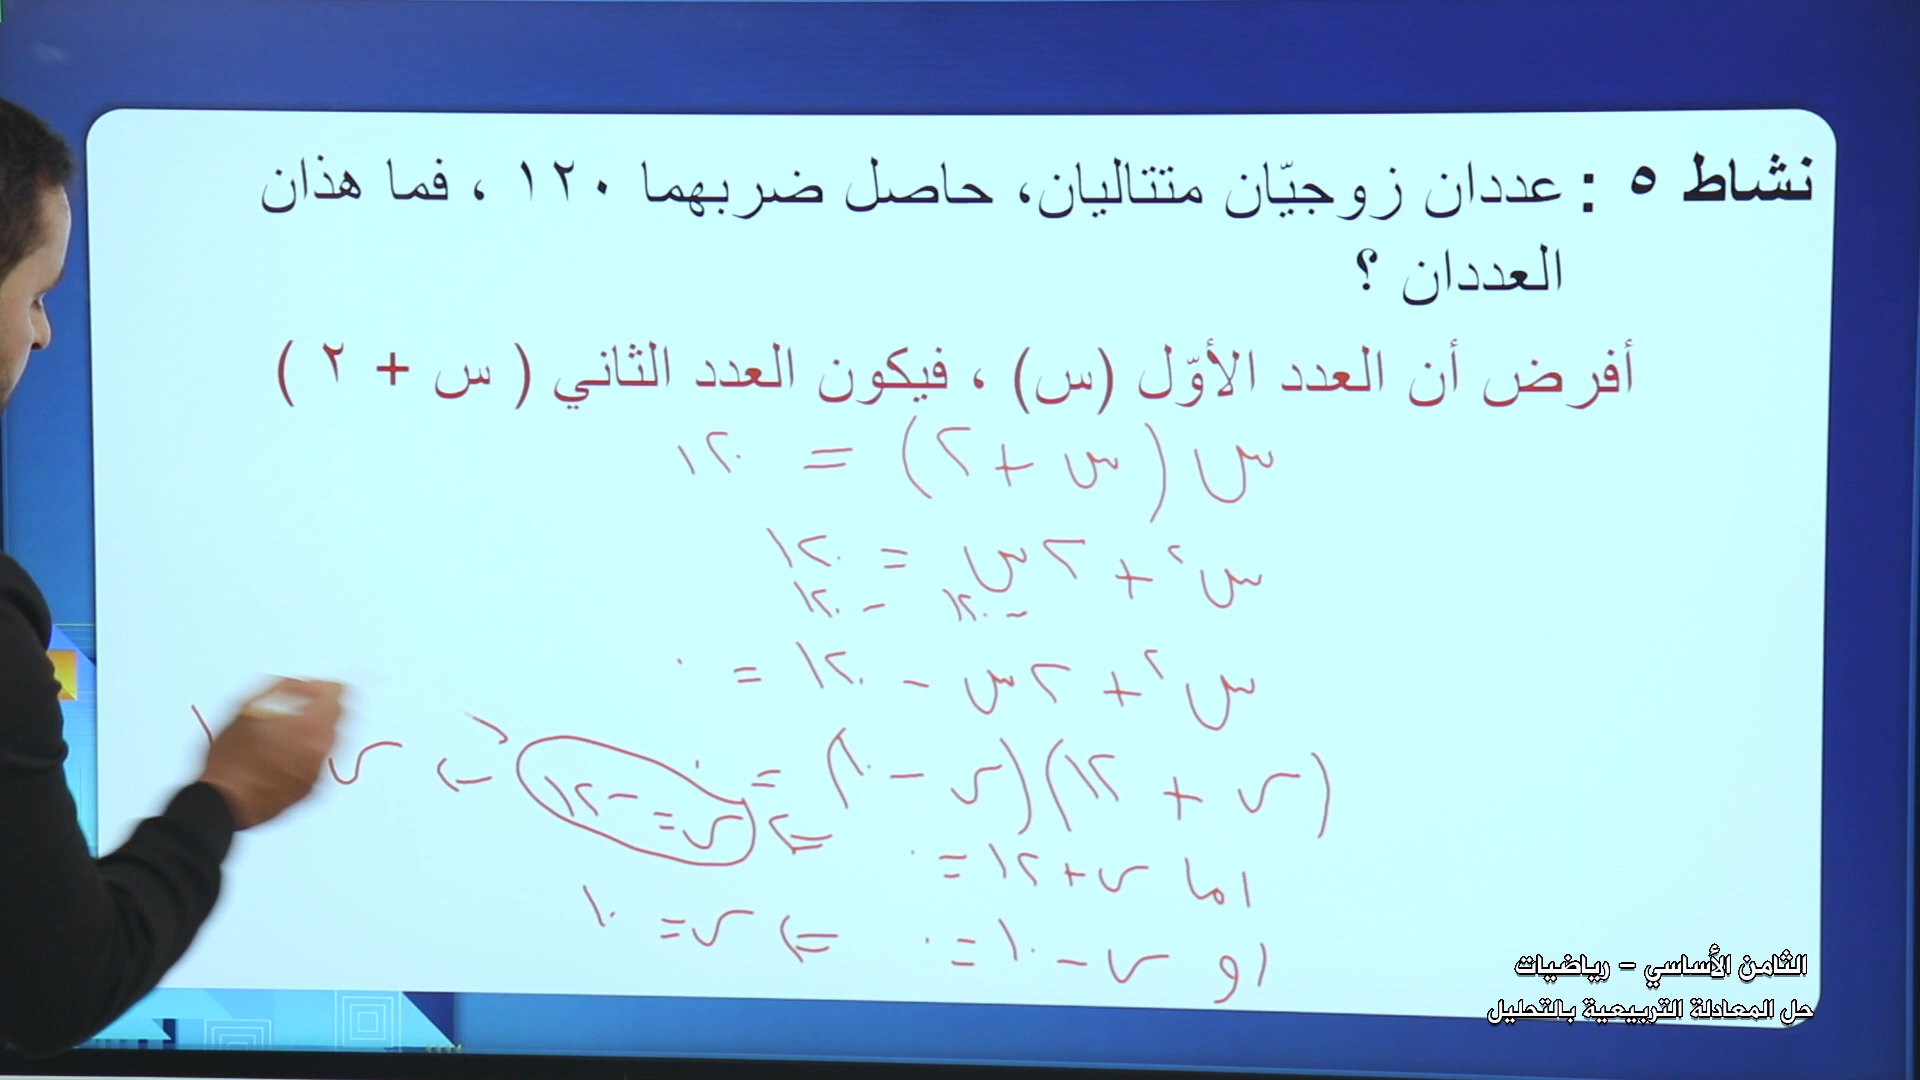 نشاط ٥ : عددان زوجيّان متتاليان، حاصل ضربهما ١٢٠ ، فما هذان
العددان ؟
أفرض أن العدد الأوّل (س) ، فيكون العدد الثاني ( س + ٢ )
س (س + ٢) = ١٢٠
س٢ + ٢س = ١٢٠
- ١٢٠ - ١٢٠
س٢ + ٢س - ١٢٠ = ٠
(س + ١٢)(س - ١٠) = ٠
اما س + ١٢ = ٠ ⇐ س = -١٢
او س - ١٠ = ٠ ⇐ س = ١٠
الثامن الأساسي - رياضيات
حل المعادلة التربيعية بالتحليل